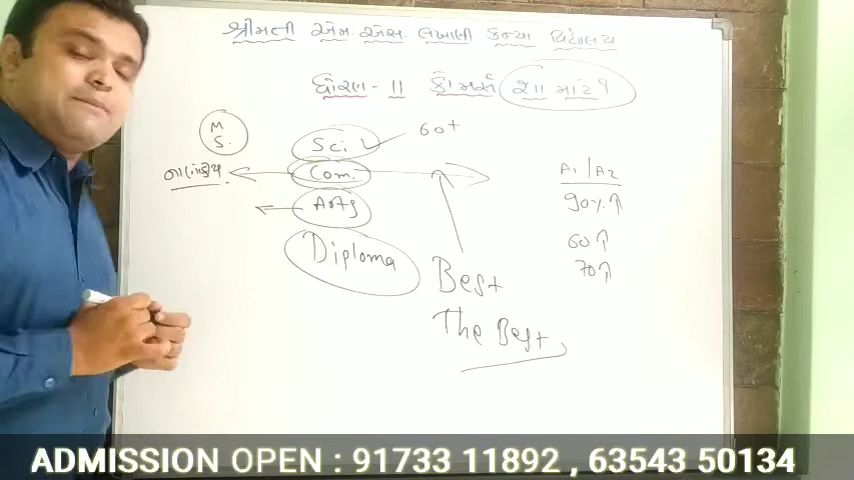 શ્રીમતી એમ. એસ. લખાણી કન્યા વિદ્યાલય
ધોરણ - 11 કોમર્સ શા માટે ?
M
S.
Sci
60+
Com.
Arts
Diploma
A1 / A2
90% ↑
60 ↑
70 ↑
Best
The Best
ADMISSION OPEN : 91733 11892 , 63543 50134